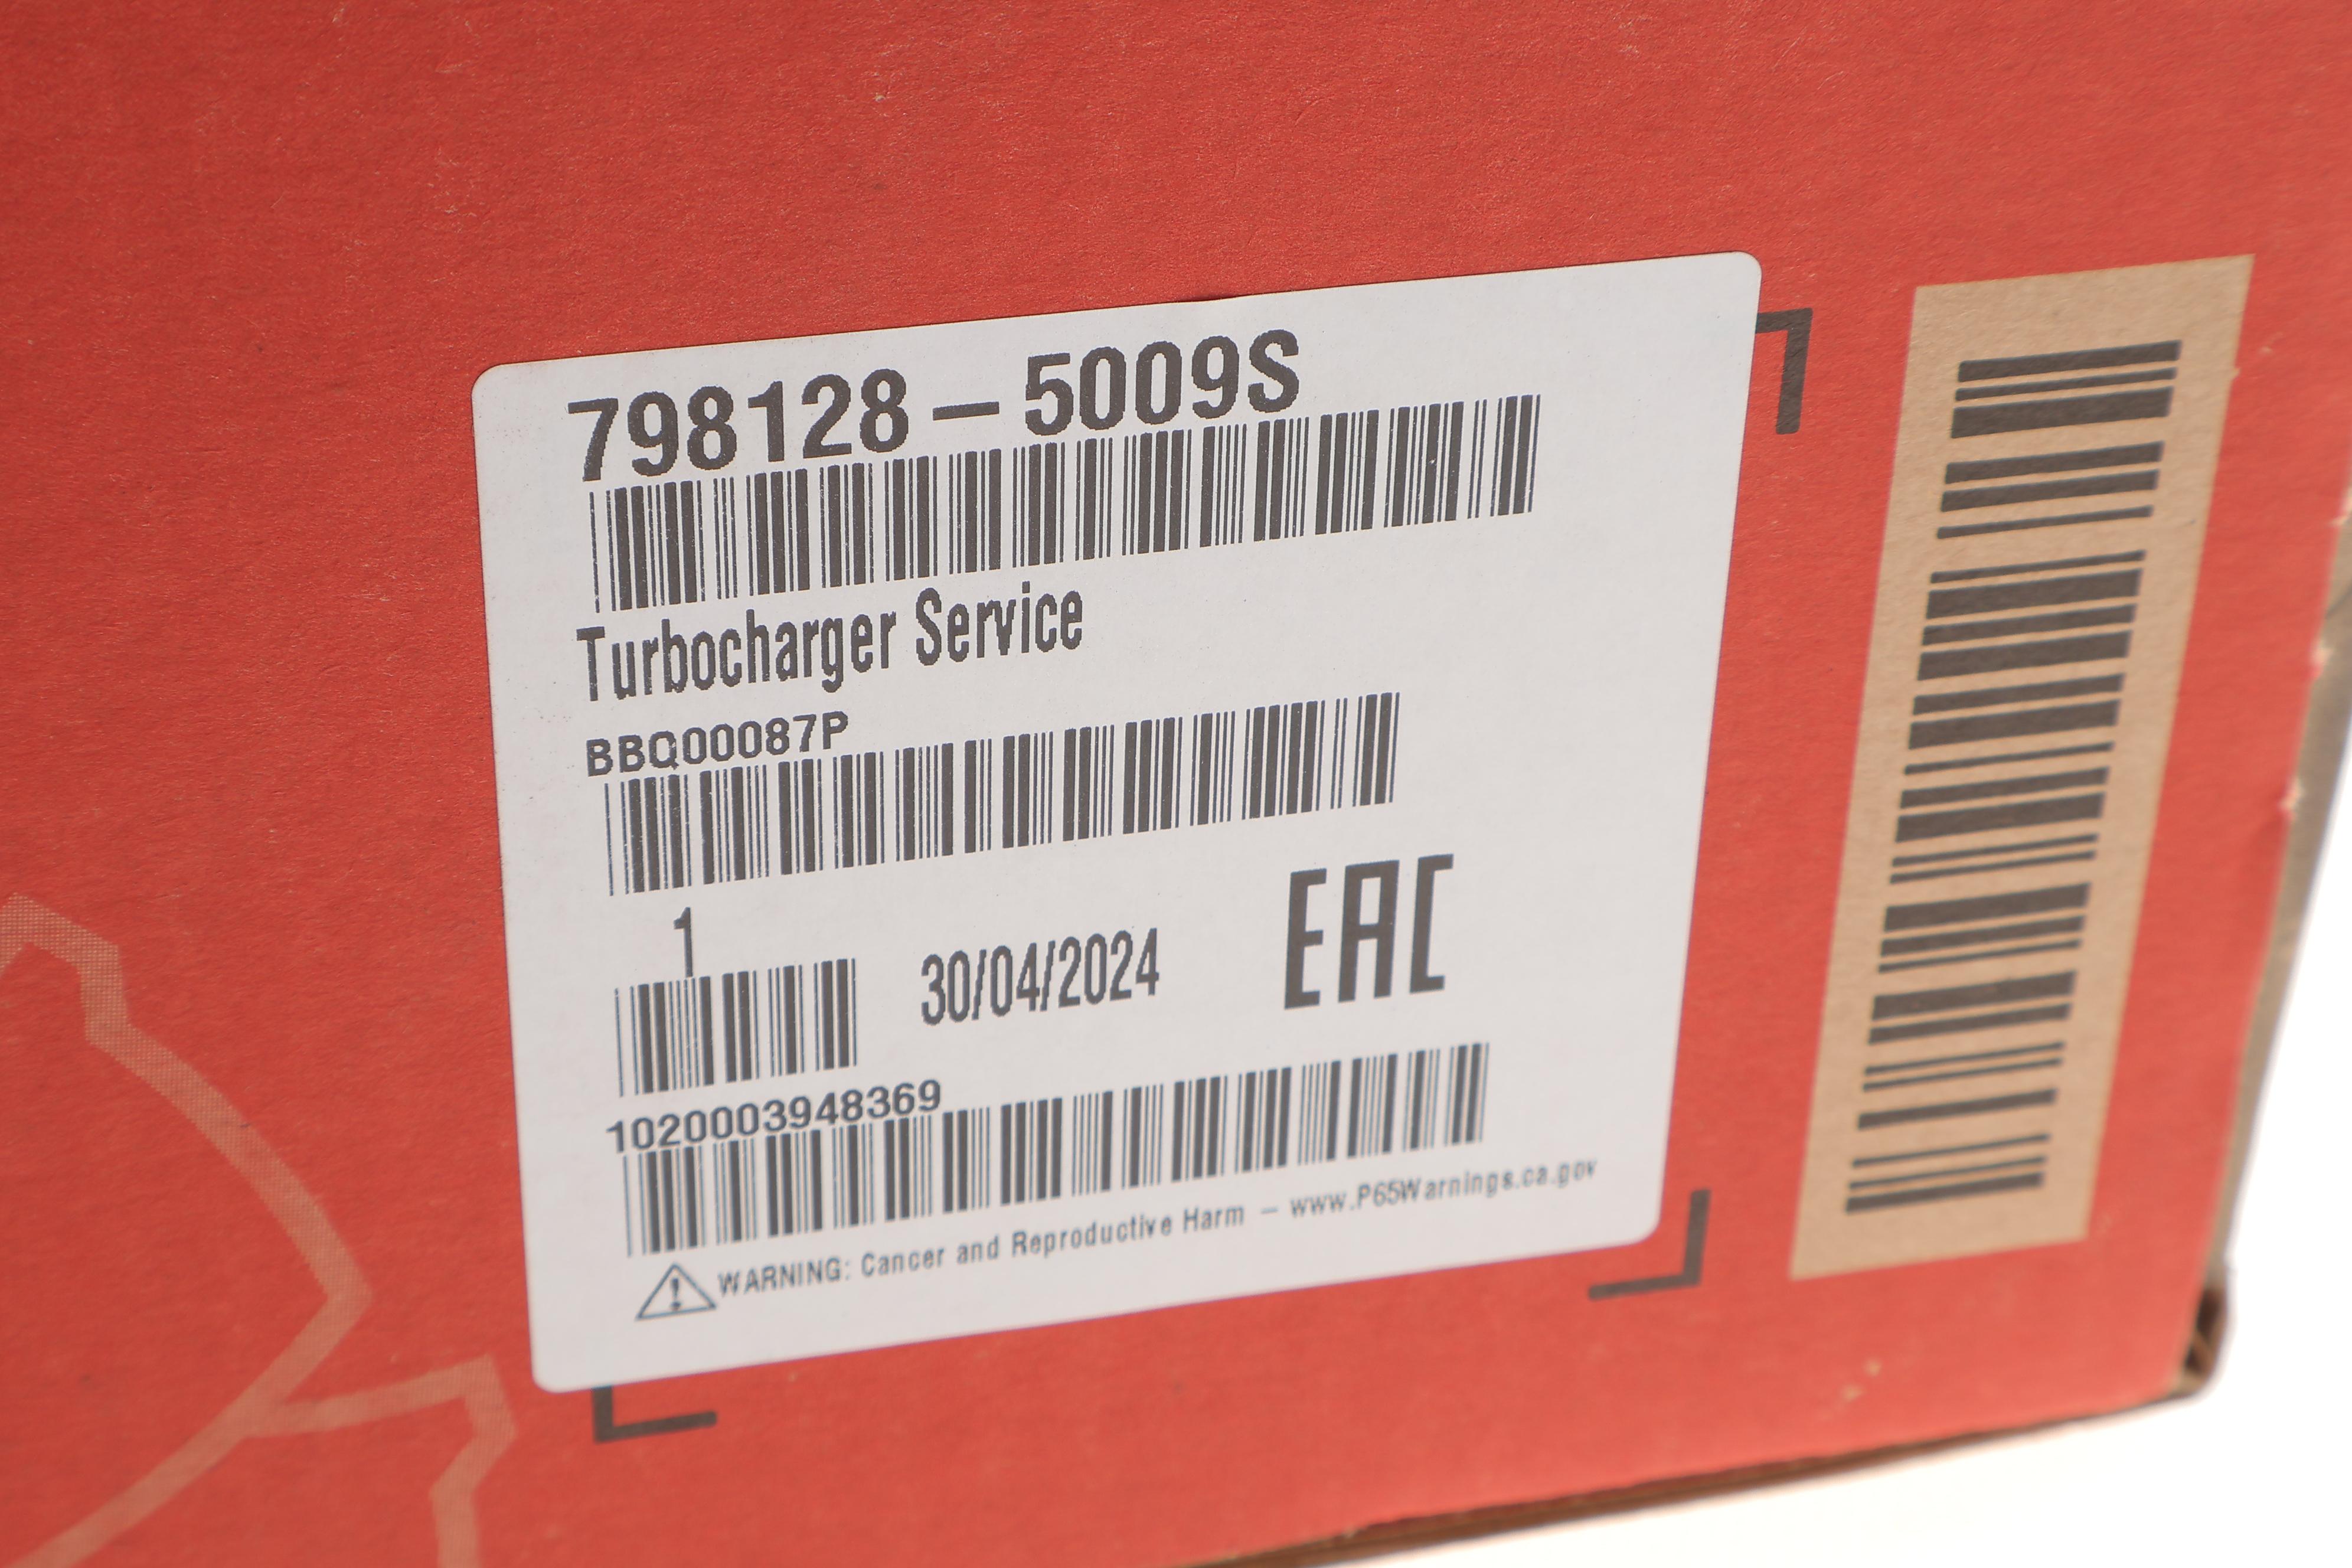 798128-5009S
Turbocharger Service
BBQ00087P
1
30/04/2024
EAC
1020003948369
WARNING: Cancer and Reproductive Harm - www.P65Warnings.ca.gov